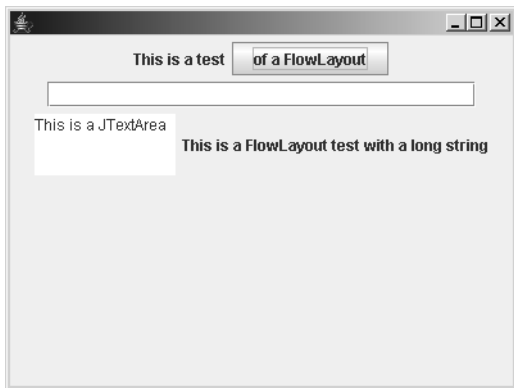 This is a test of a FlowLayout
This is a JTextArea
This is a FlowLayout test with a long string